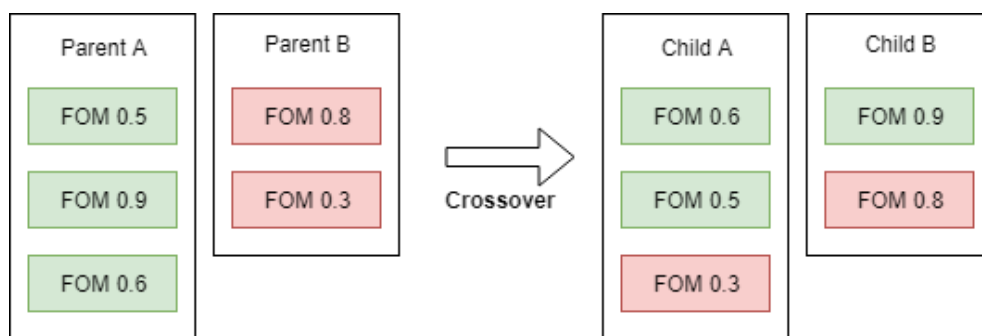 Parent A
FOM 0.5
FOM 0.9
FOM 0.6
Parent B
FOM 0.8
FOM 0.3
Crossover
Child A
FOM 0.6
FOM 0.5
FOM 0.3
Child B
FOM 0.9
FOM 0.8